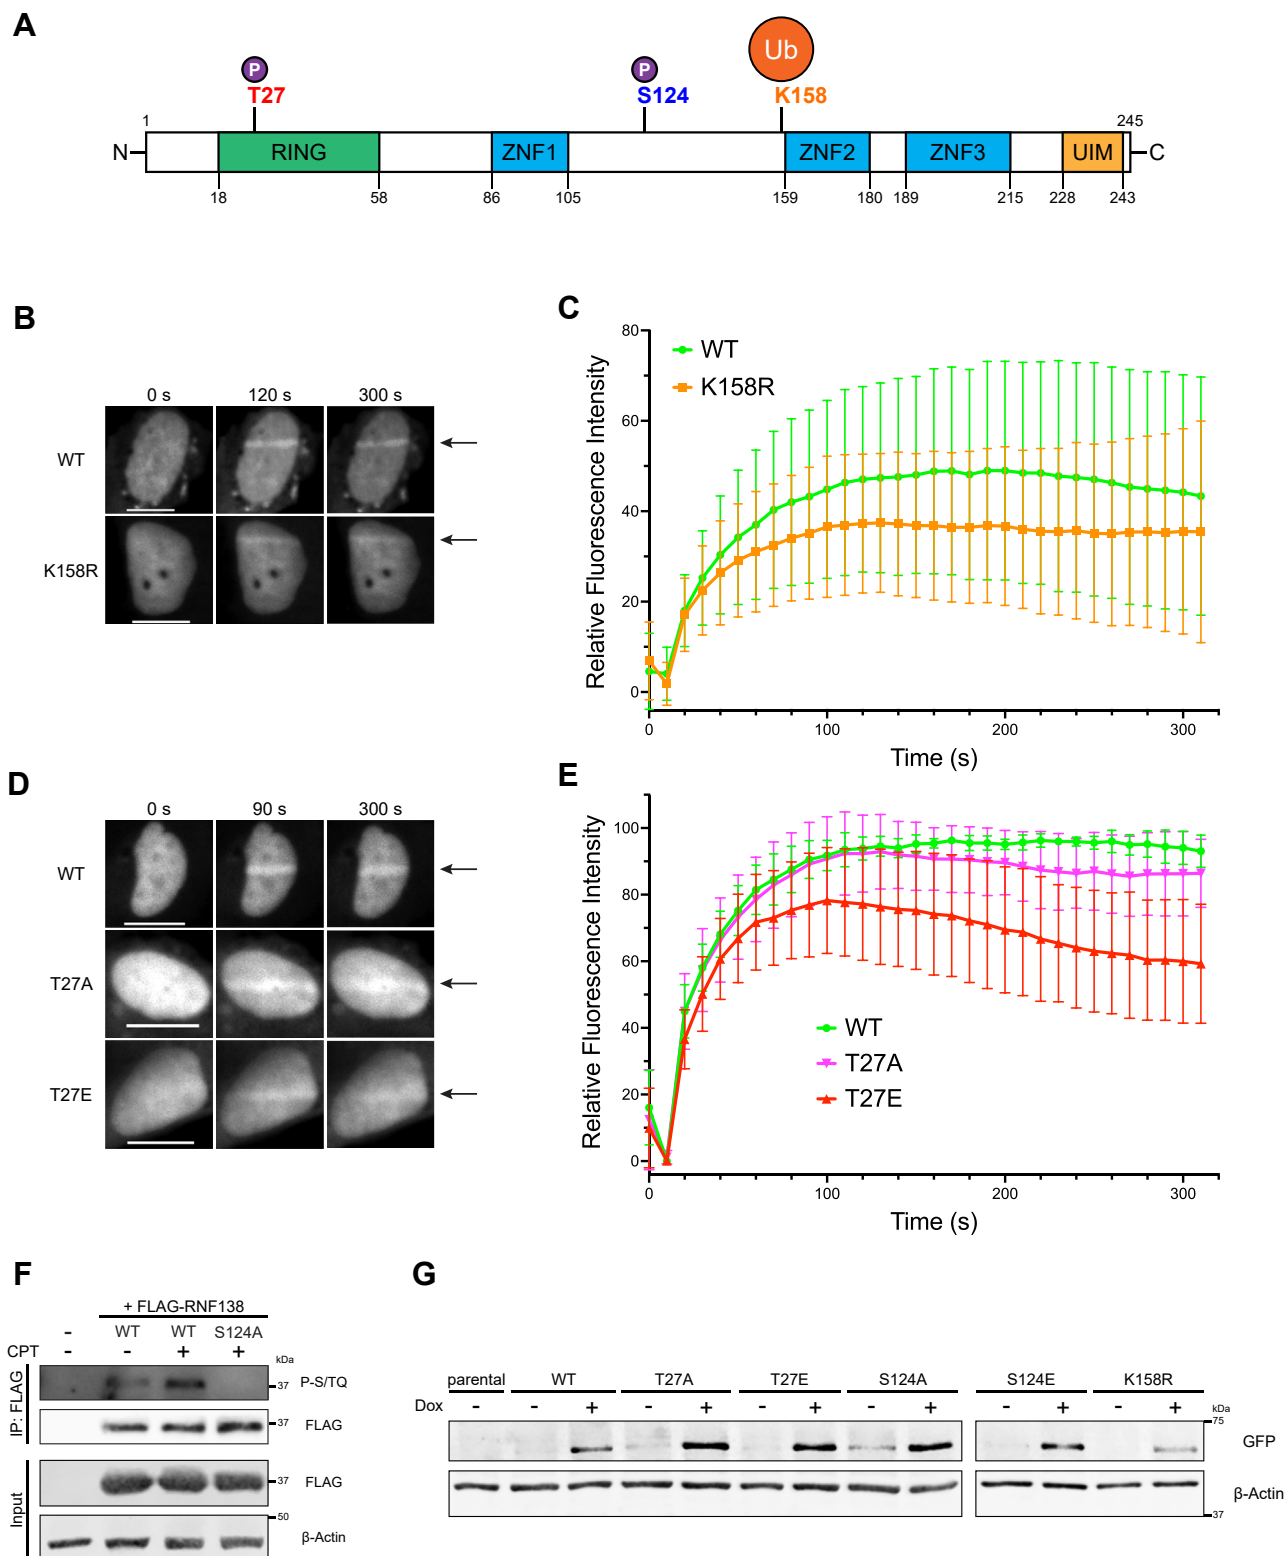 A
Ub
P
P
T27
S124
K158
1
245
N
RING
ZNF1
ZNF2
ZNF3
UIM
C
18
58
86
105
159
180
189
215
228
243
B
0 s
120 s
300 s
WT
K158R
C
80
60
40
20
0
Relative Fluorescence Intensity
WT
K158R
0
100
200
300
Time (s)
D
0 s
90 s
300 s
WT
T27A
T27E
E
100
80
60
40
20
0
Relative Fluorescence Intensity
WT
T27A
T27E
0
100
200
300
Time (s)
F
+ FLAG-RNF138
- WT WT S124A
CPT - - + +
kDa
IP: FLAG
37
P-S/TQ
37
FLAG
Input
37
FLAG
50
β-Actin
G
parental WT T27A T27E S124A S124E K158R
Dox - - + - + - + - + - + - +
kDa
75
GFP
β-Actin
37